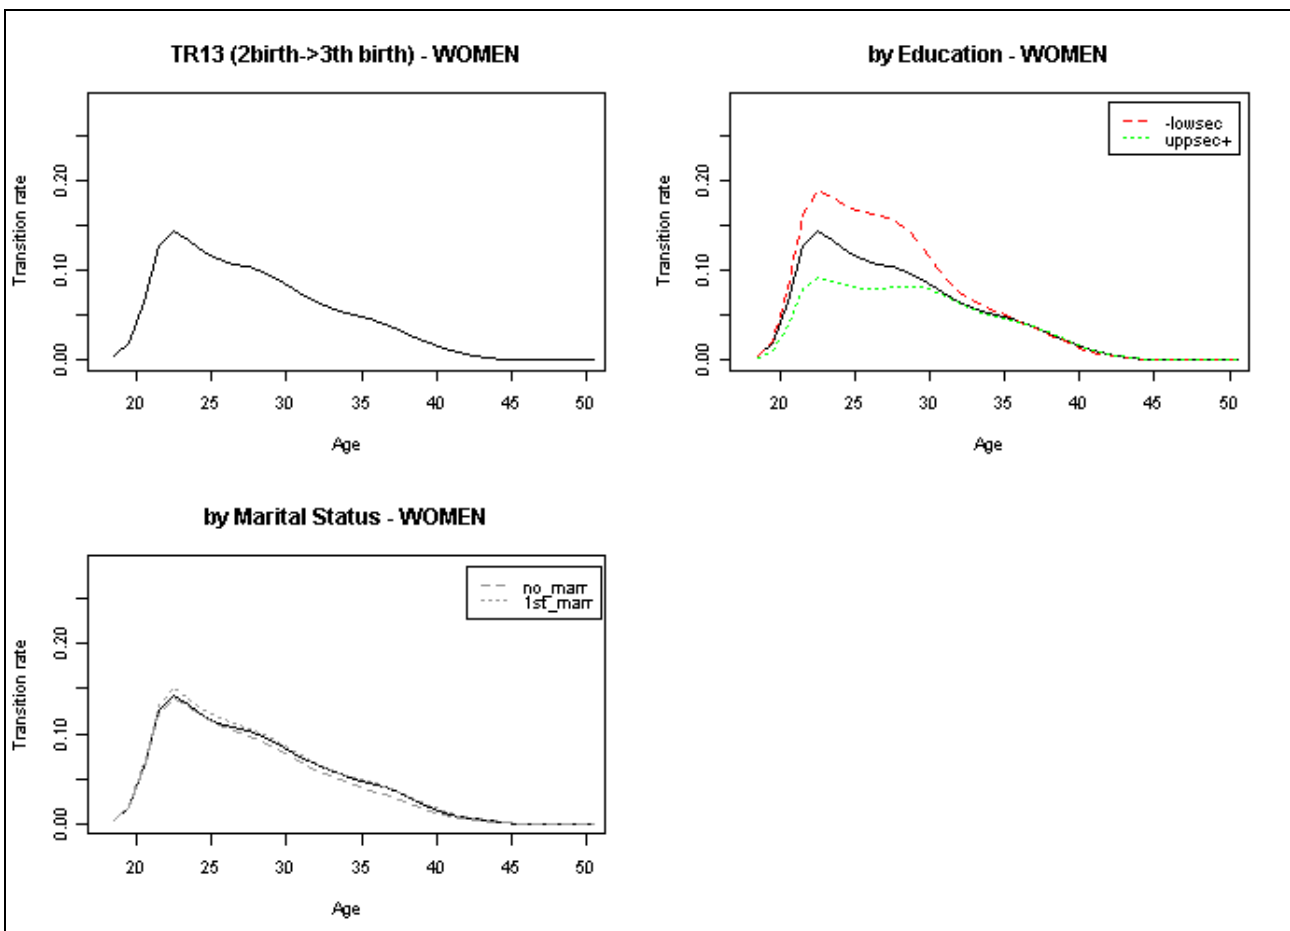 TR13 (2birth->3th birth) - WOMEN
Transition rate
0.00 0.10 0.20
20 25 30 35 40 45 50
Age
by Education - WOMEN
-lowsec
uppsec+
Transition rate
0.00 0.10 0.20
20 25 30 35 40 45 50
Age
by Marital Status - WOMEN
no_marr
1st_marr
Transition rate
0.00 0.10 0.20
20 25 30 35 40 45 50
Age